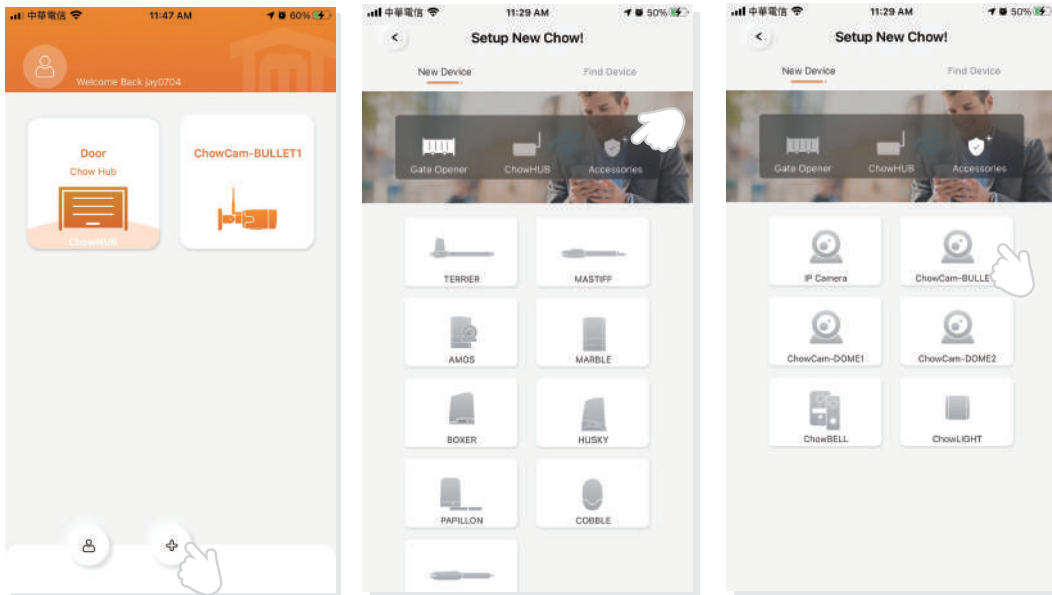 中華電信
11:47 AM
60%
Welcome Back jay0704
Door
Chow Hub
ChowHUB
ChowCam-BULLET1
中華電信
11:29 AM
50%
Setup New Chow!
New Device
Find Device
Gate Opener
ChowHUB
Accessories
TERRIER
MASTIFF
AMOS
MARBLE
BOXER
HUSKY
PAPILLON
COBBLE
中華電信
11:29 AM
50%
Setup New Chow!
New Device
Find Device
Gate Opener
ChowHUB
Accessories
IP Camera
ChowCam-BULLE
ChowCam-DOME1
ChowCam-DOME2
ChowBELL
ChowLIGHT